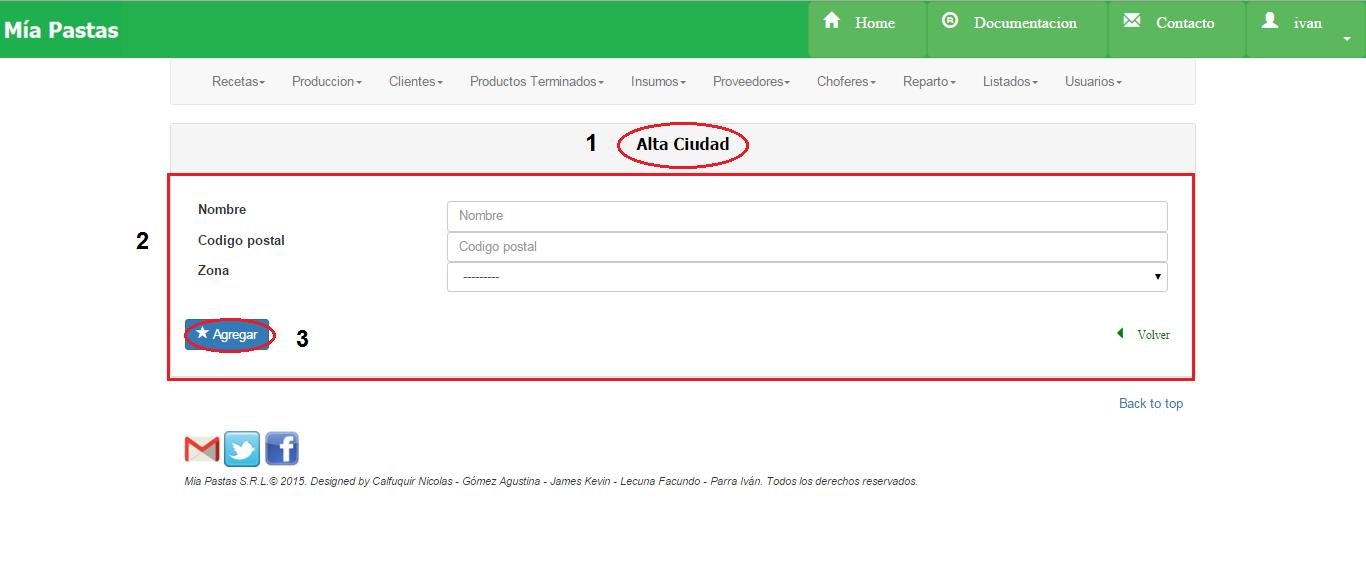 Mía Pastas
Home
Documentacion
Contacto
ivan
Recetas Produccion Clientes Productos Terminados Insumos Proveedores Choferes Reparto Listados Usuarios
1 Alta Ciudad
2
Nombre Nombre
Codigo postal Codigo postal
Zona ---------
Agregar 3 Volver
Back to top
Mia Pastas S.R.L.© 2015. Designed by Calfuquir Nicolas - Gómez Agustina - James Kevin - Lecuna Facundo - Parra Iván. Todos los derechos reservados.